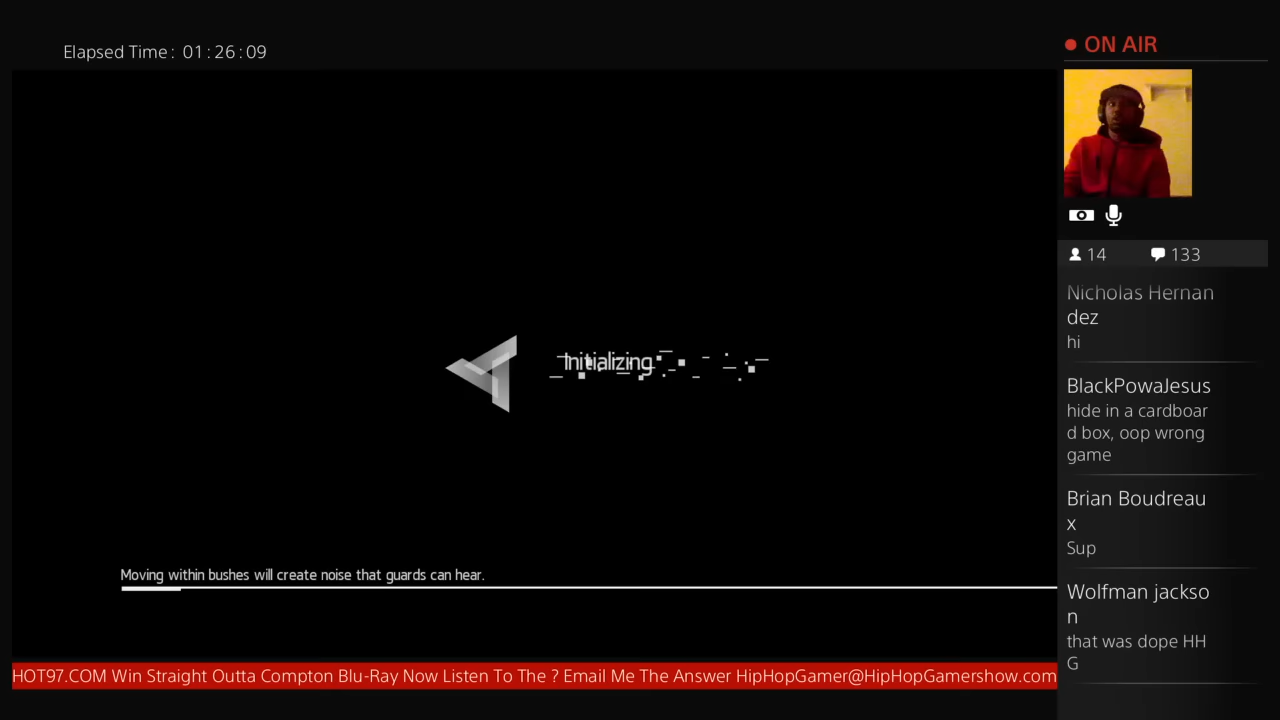 Elapsed Time: 01:26:09
ON AIR
14 133
Nicholas Hernan
dez
hi
BlackPowaJesus
hide in a cardboar
d box, oop wrong
game
Brian Boudreau
x
Sup
Wolfman jackso
n
that was dope HH
G
Initializing
Moving within bushes will create noise that guards can hear.
HOT97.COM Win Straight Outta Compton Blu-Ray Now Listen To The ? Email Me The Answer HipHopGamer@HipHopGamershow.com